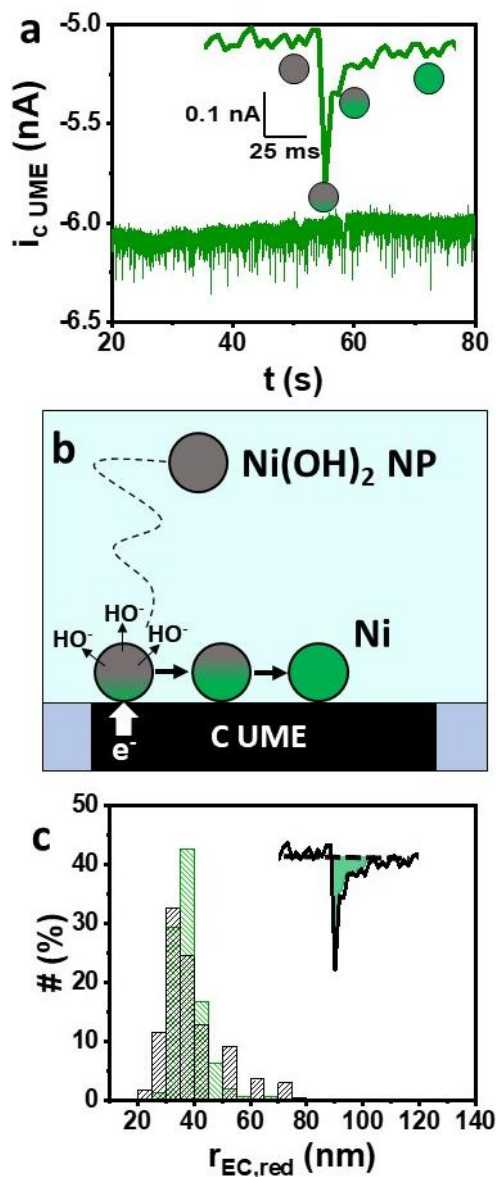 a
-5.0
-5.5
-6.0
-6.5
i_C UME (nA)
0.1 nA
25 ms
20 40 60 80
t (s)
b
Ni(OH)₂ NP
HO⁻ HO⁻ HO⁻
Ni
e⁻
C UME
c
50
40
30
20
10
0
# (%)
20 40 60 80 100 120 140
r_EC,red (nm)